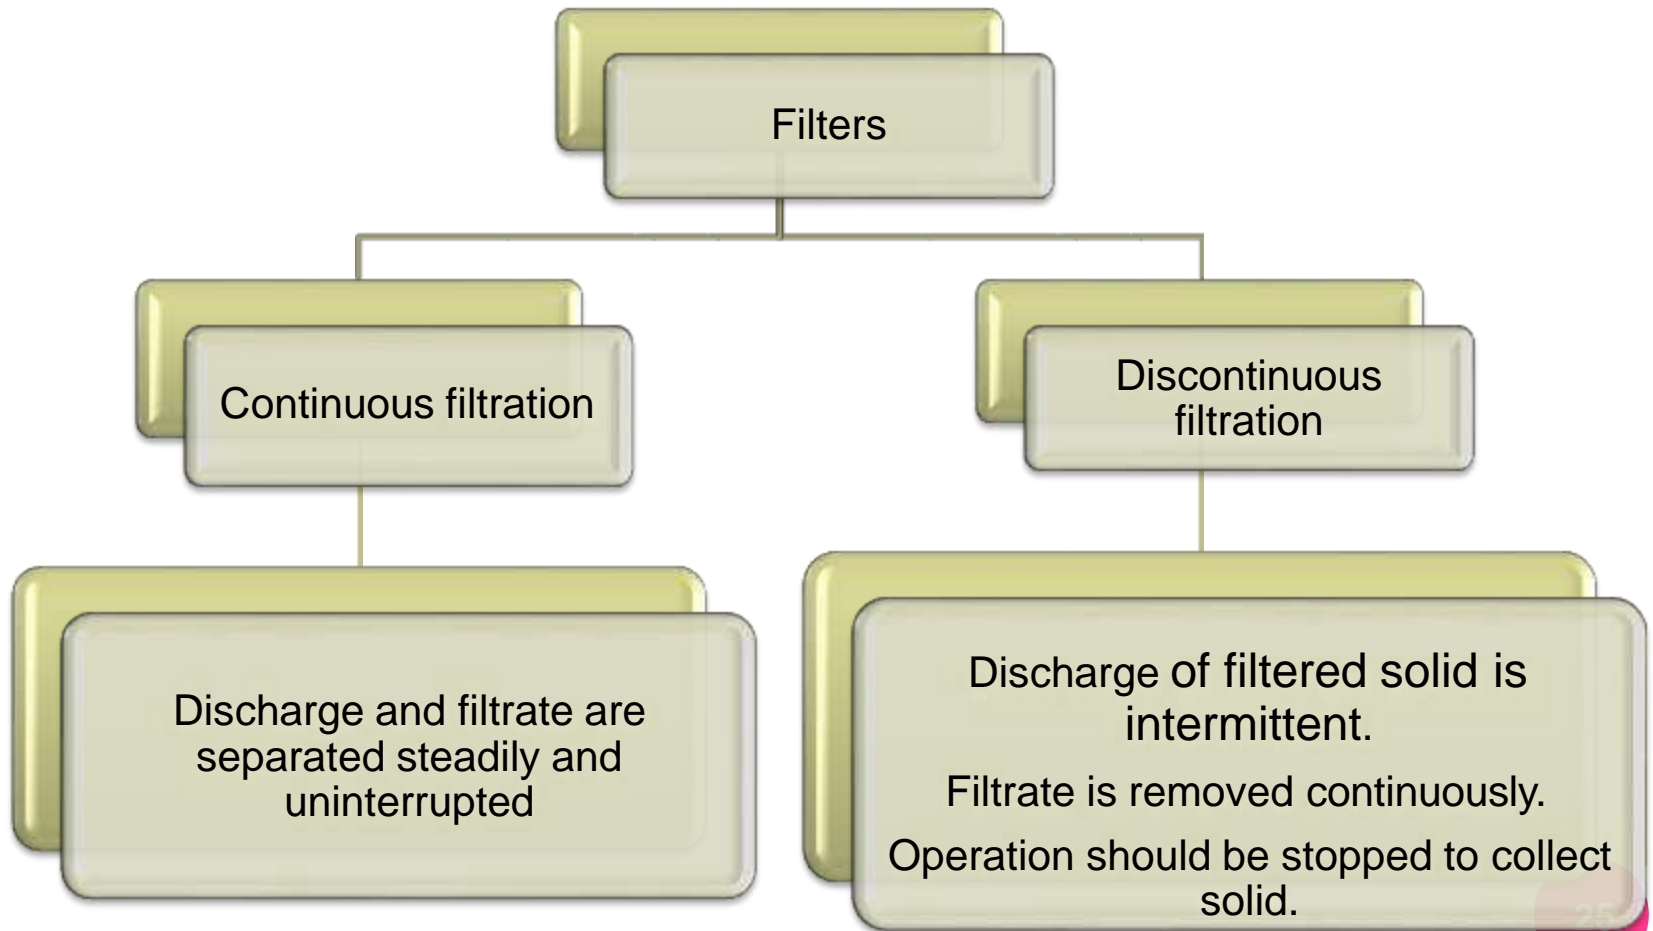 Filters
Continuous filtration
Discontinuous
filtration
Discharge and filtrate are
separated steadily and
uninterrupted
Discharge of filtered solid is
intermittent.
Filtrate is removed continuously.
Operation should be stopped to collect
solid.
25